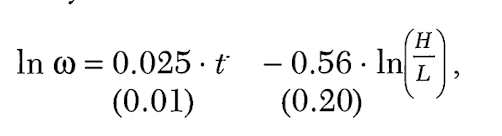 ln ω = 0.025 · t − 0.56 · ln(H/L),
(0.01) (0.20)